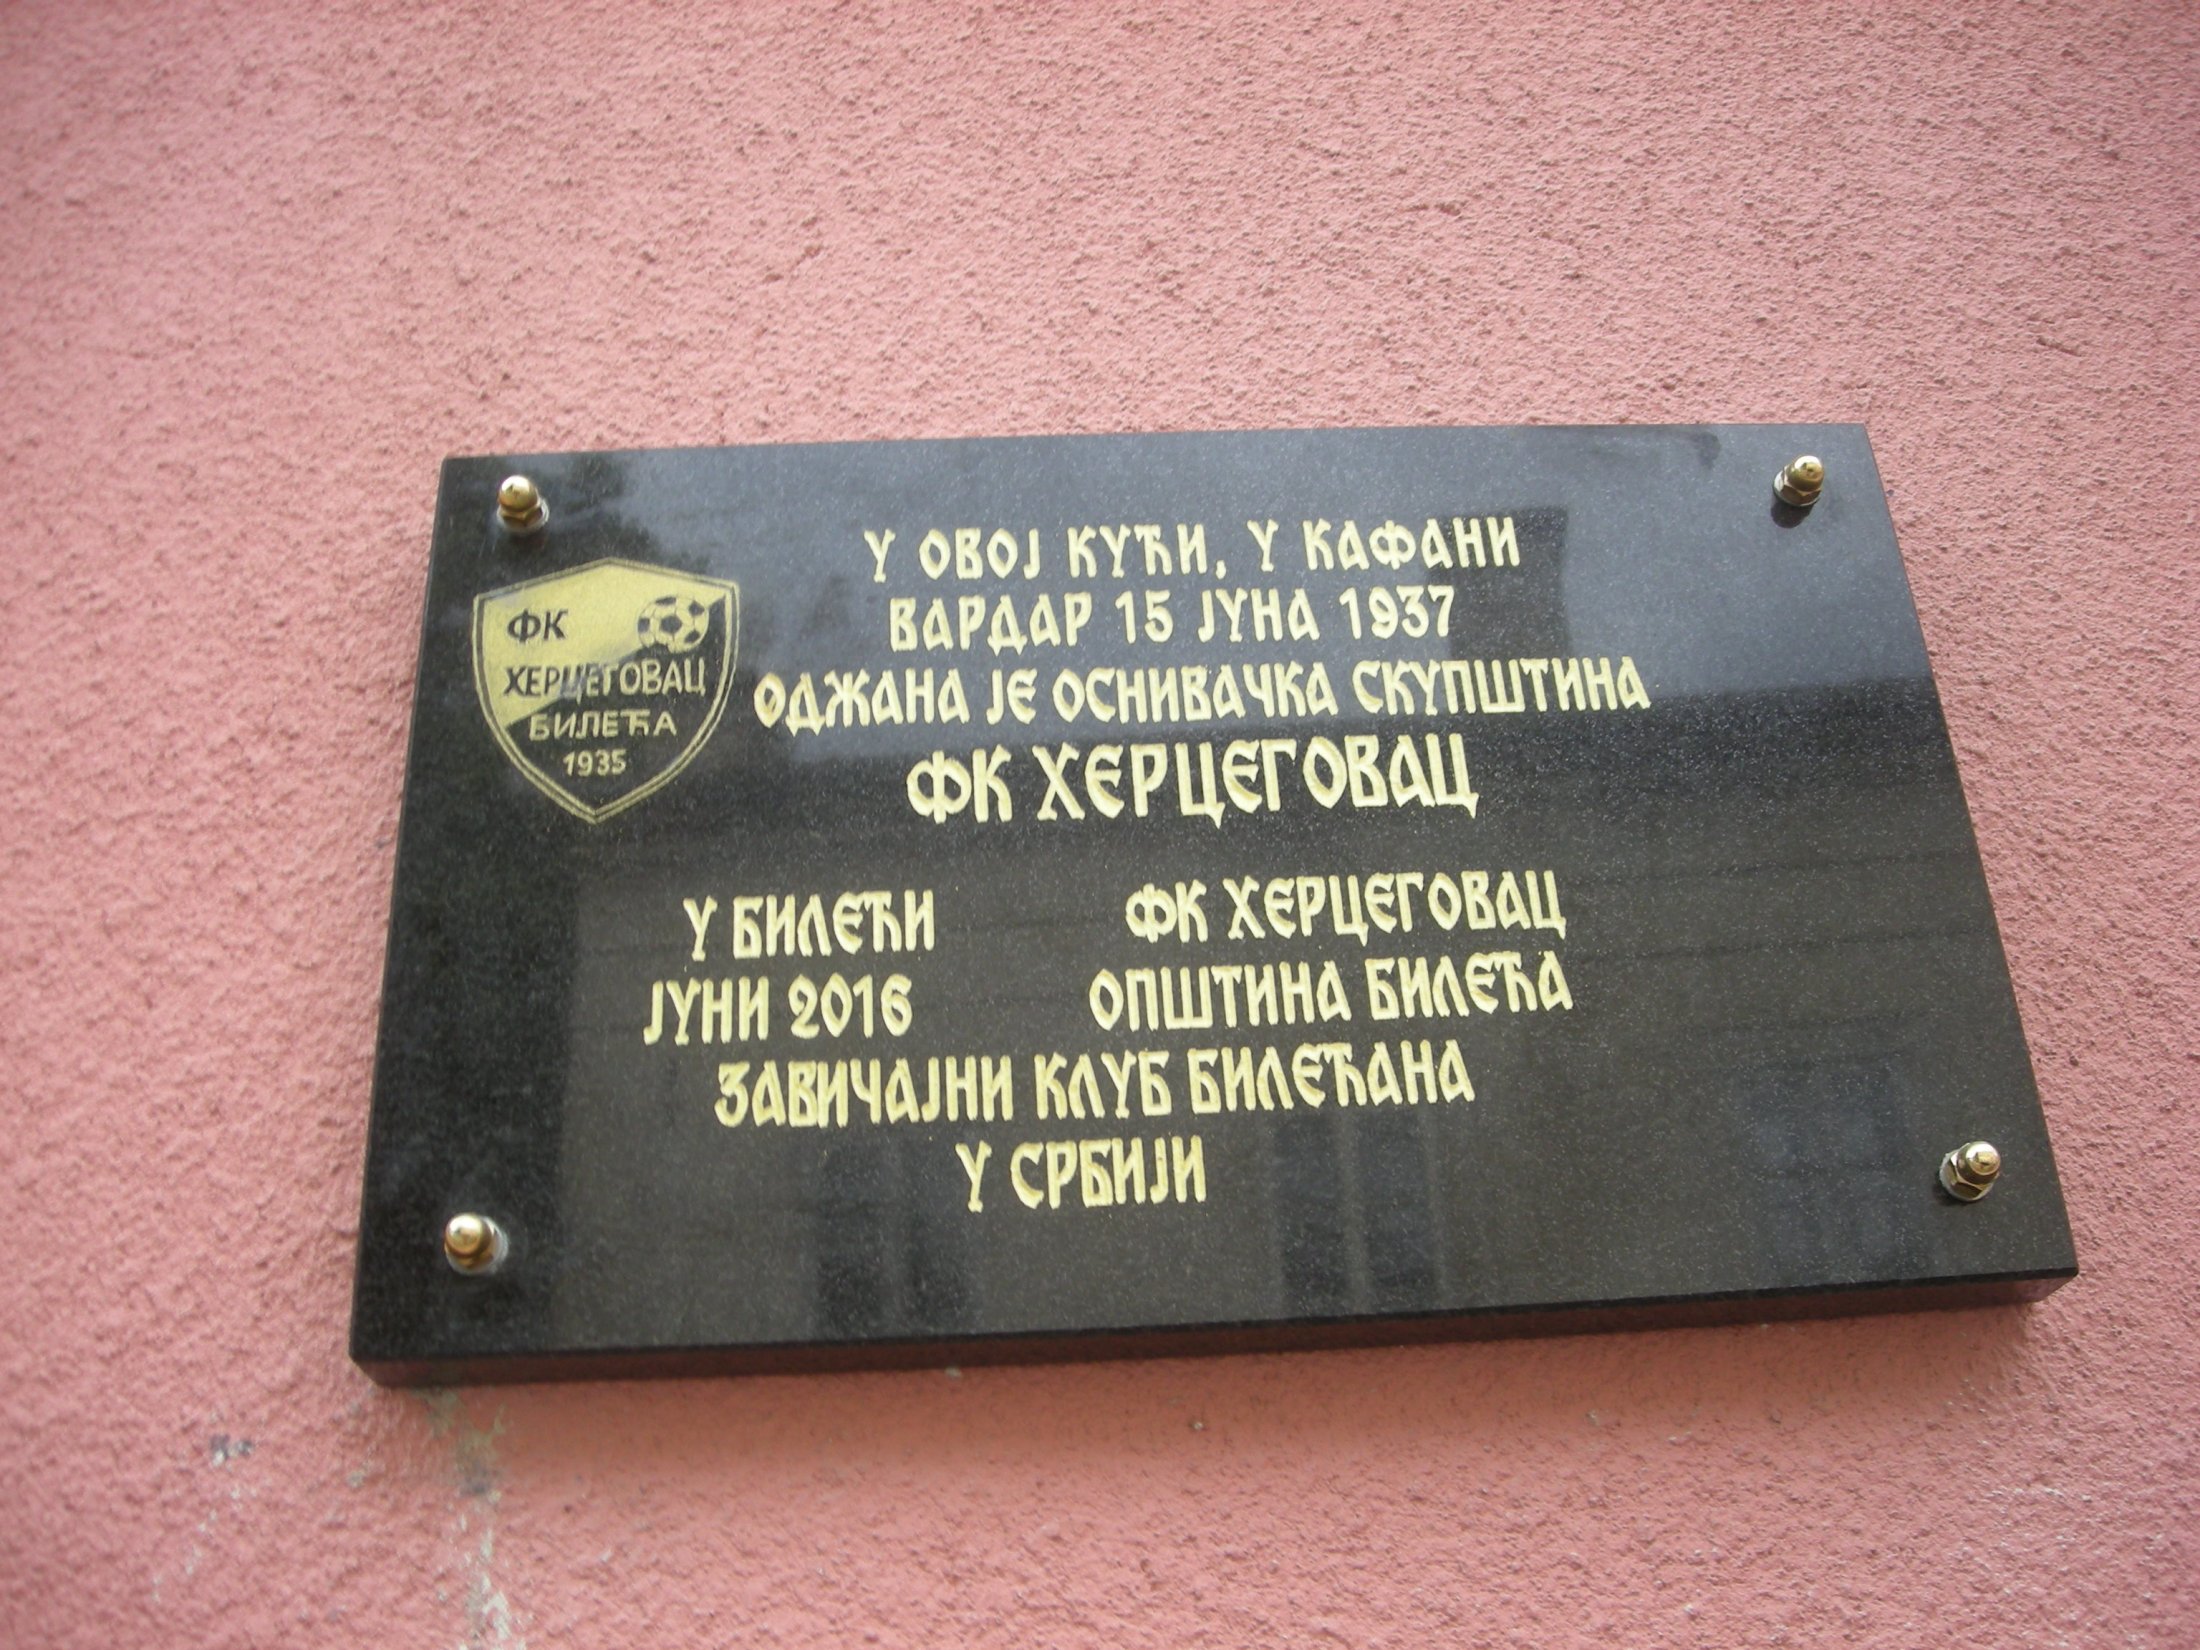 ФК
ХЕРЦЕГОВАЦ
БИЛЕЋА
1935
У ОВОЈ КУЋИ, У КАФАНИ
ВАРДАР 15 ЈУНА 1937
ОДЖАНА ЈЕ ОСНИВАЧКА СКУПШТИНА
ФК ХЕРЦЕГОВАЦ
У БИЛЕЋИ
ЈУНИ 2016
ФК ХЕРЦЕГОВАЦ
ОПШТИНА БИЛЕЋА
ЗАВИЧАЈНИ КЛУБ БИЛЕЋАНА
У СРБИЈИ